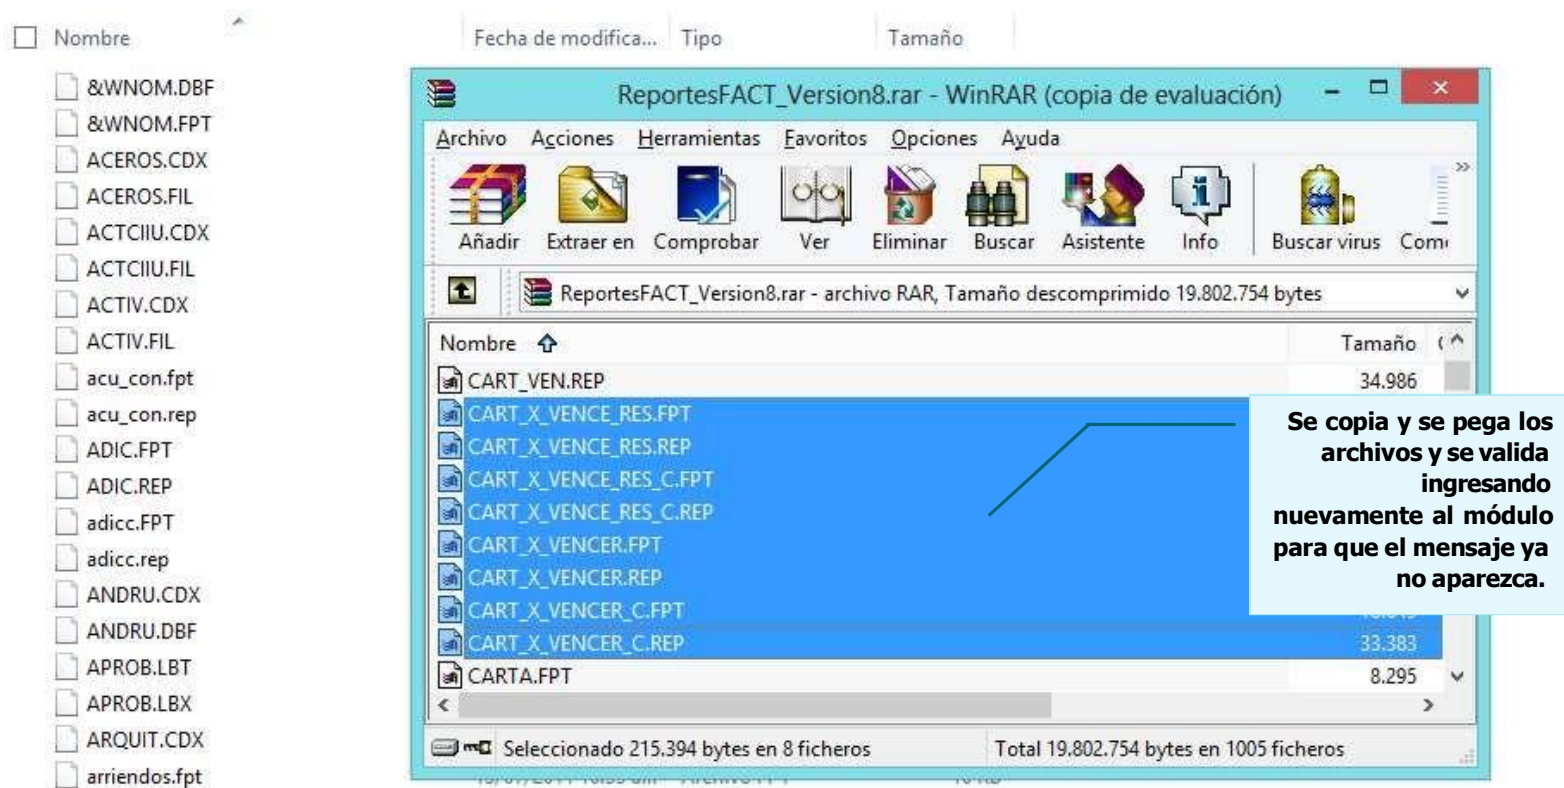 Nombre Fecha de modifica... Tipo Tamaño
&WNOM.DBF
&WNOM.FPT
ACEROS.CDX
ACEROS.FIL
ACTCIIU.CDX
ACTCIIU.FIL
ACTIV.CDX
ACTIV.FIL
acu_con.fpt
acu_con.rep
ADIC.FPT
ADIC.REP
adicc.FPT
adicc.rep
ANDRU.CDX
ANDRU.DBF
APROB.LBT
APROB.LBX
ARQUIT.CDX
arriendos.fpt
ReportesFACT_Version8.rar - WinRAR (copia de evaluación)
Archivo Acciones Herramientas Favoritos Opciones Ayuda
Añadir Extraer en Comprobar Ver Eliminar Buscar Asistente Info Buscar virus
ReportesFACT_Version8.rar - archivo RAR, Tamaño descomprimido 19.802.754 bytes
Nombre Tamaño
CART_VEN.REP 34.986
CART_X_VENCE_RES.FPT
CART_X_VENCE_RES.REP
CART_X_VENCE_RES_C.FPT
CART_X_VENCE_RES_C.REP
CART_X_VENCER.FPT
CART_X_VENCER.REP
CART_X_VENCER_C.FPT
CART_X_VENCER_C.REP 33.383
CARTA.FPT 8.295
Seleccionado 215.394 bytes en 8 ficheros Total 19.802.754 bytes en 1005 ficheros
Se copia y se pega los
archivos y se valida
ingresando
nuevamente al módulo
para que el mensaje ya
no aparezca.